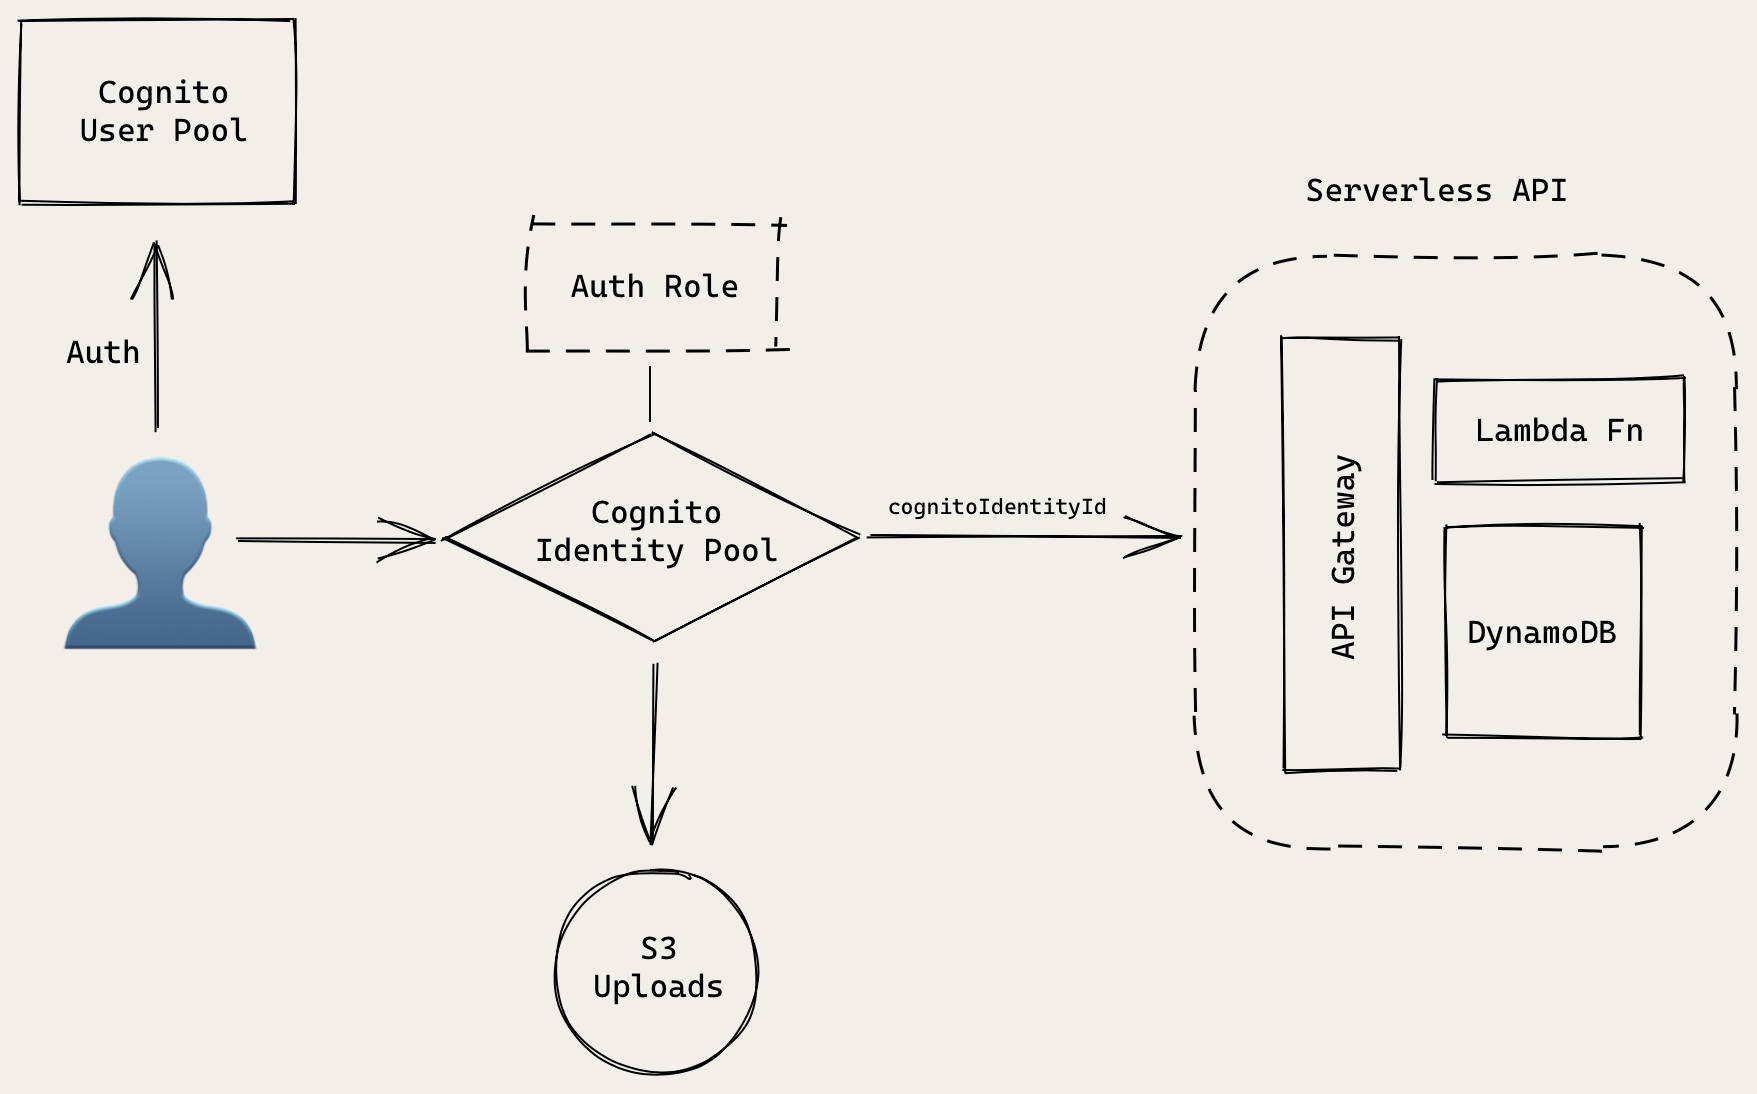 Cognito
User Pool
Serverless API
Auth Role
Auth
Lambda Fn
Cognito
Identity Pool
cognitoIdentityId
API Gateway
DynamoDB
S3
Uploads